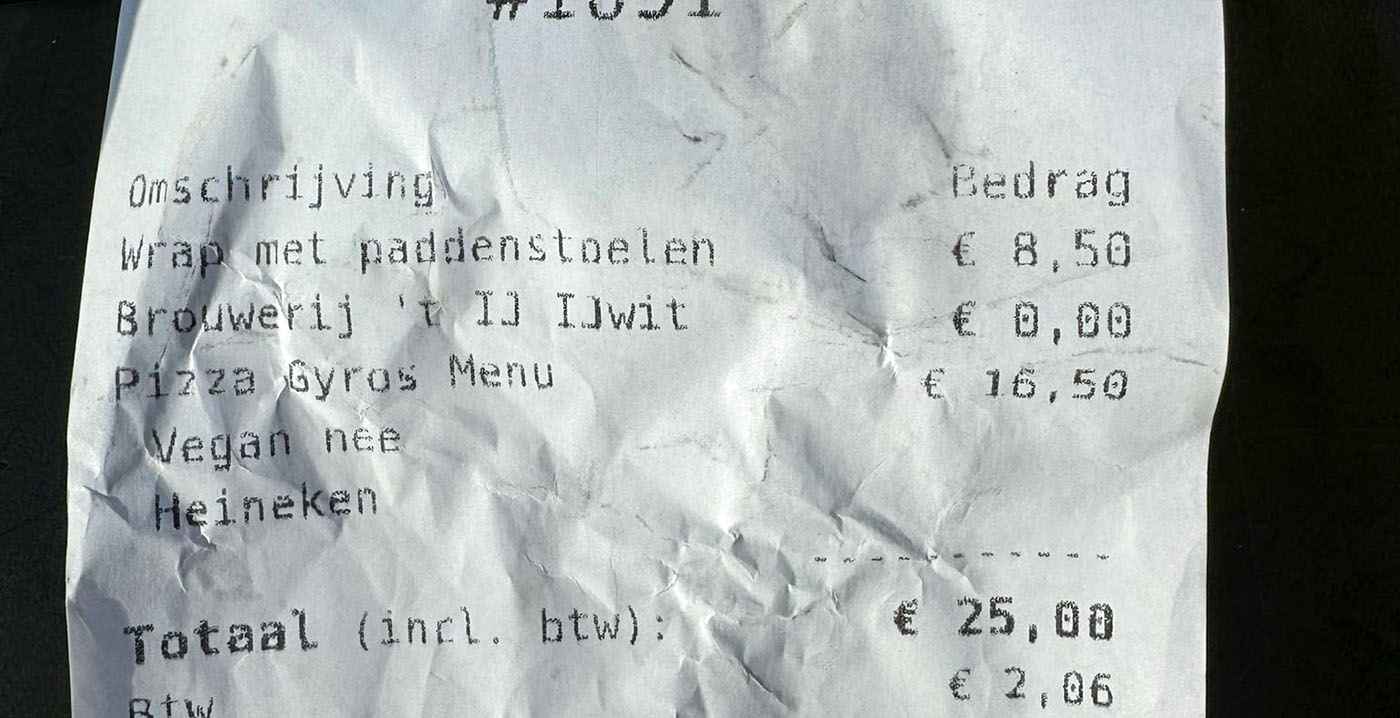 Omschrijving Bedrag
Wrap met paddenstoelen € 8,50
Brouwerij 't IJ IJwit € 0,00
Pizza Gyros Menu € 16,50
Vegan nee
Heineken
----------
Totaal (incl. btw): € 25,00
Btw € 2,06